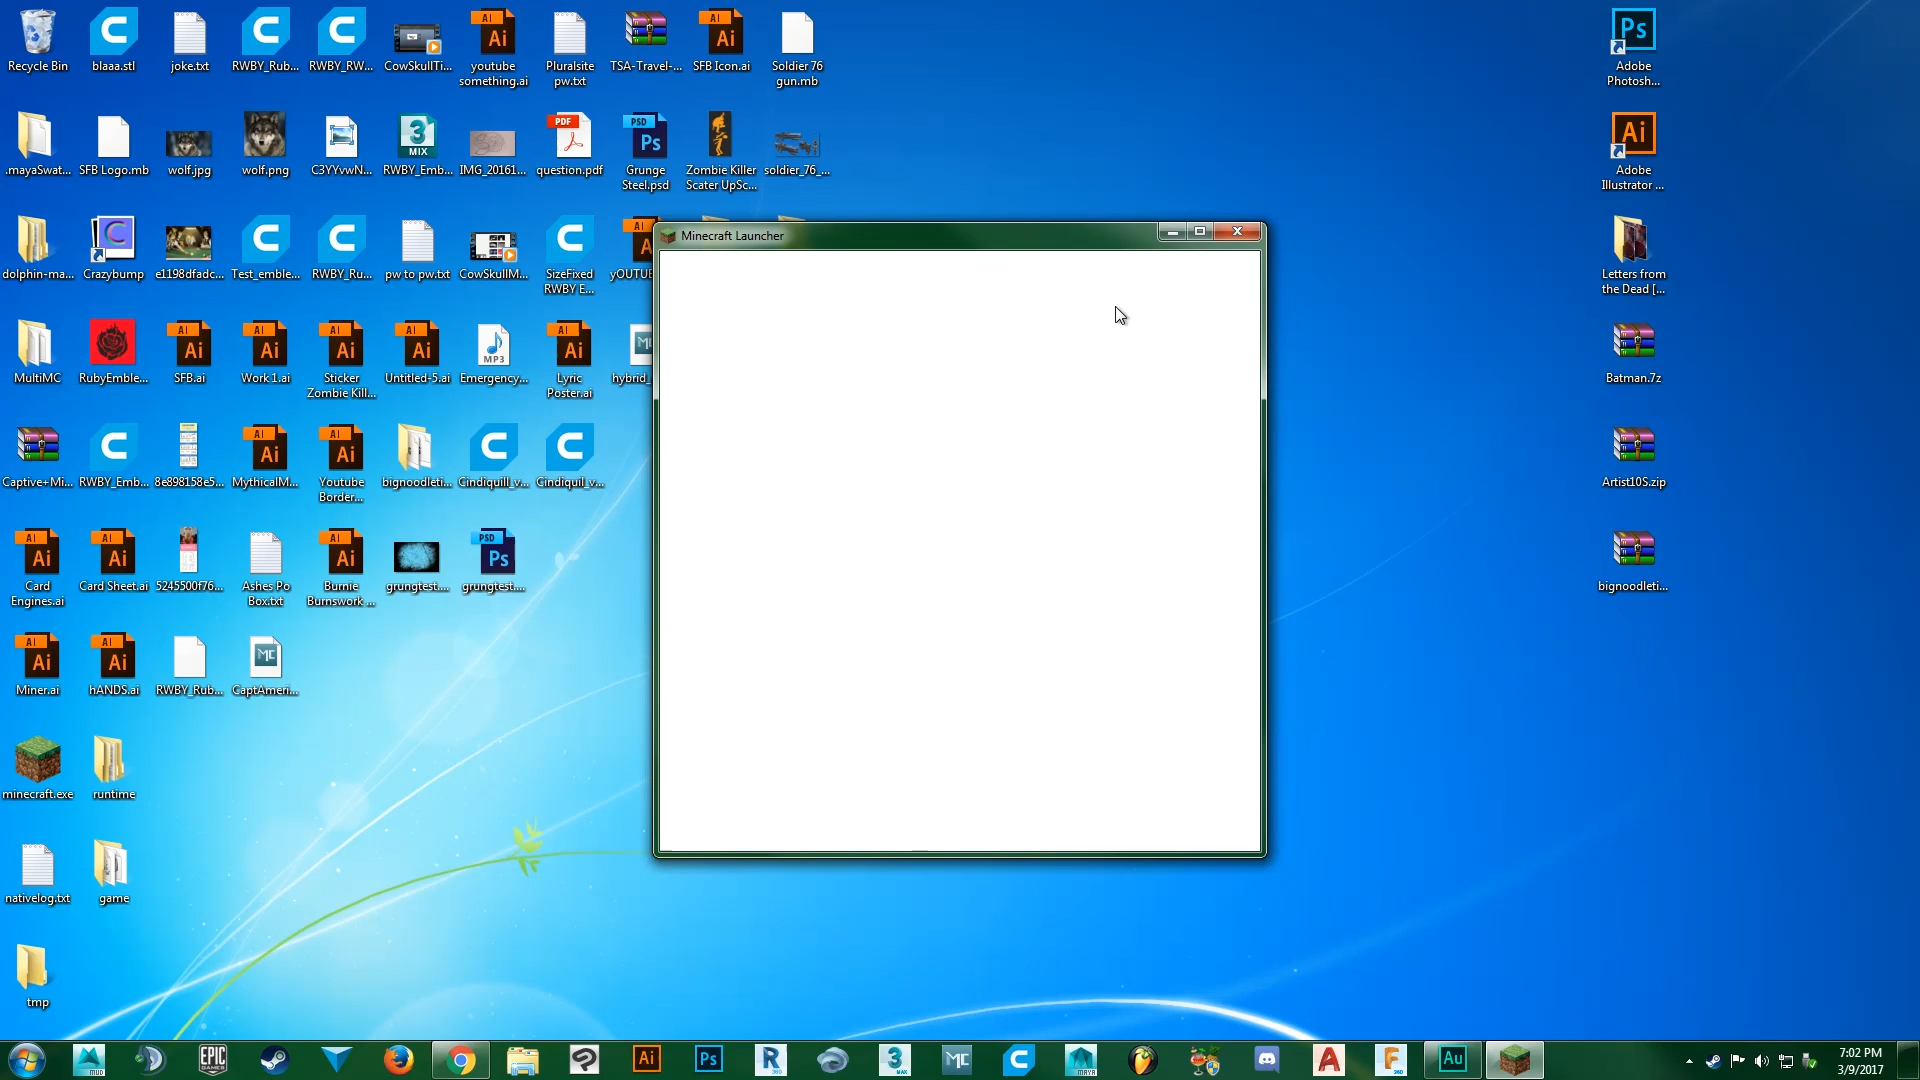 Recycle Bin
blaaa.stl
joke.txt
RWBY_Rub...
RWBY_RW...
CowSkullTi...
youtube
something.ai
Pluralsite
pw.txt
TSA-Travel-...
SFB Icon.ai
Soldier 76
gun.mb
Adobe
Photosh...
.mayaSwat...
SFB Logo.mb
wolf.jpg
wolf.png
C3YYvwN...
RWBY_Emb...
IMG_20161...
question.pdf
Grunge
Steel.psd
Zombie Killer
Scater UpSc...
soldier_76_...
Adobe
Illustrator ...
dolphin-ma...
Crazybump
e1198dfadc...
Test_emble...
RWBY_Ru...
pw to pw.txt
CowSkullM...
SizeFixed
RWBY E...
yOUTUB
Minecraft Launcher
Letters from
the Dead [...
MultiMC
RubyEmble...
SFB.ai
Work 1.ai
Sticker
Zombie Kill...
Untitled-5.ai
Emergency...
Lyric
Poster.ai
hybrid_
Batman.7z
Captive+Mi...
RWBY_Emb...
8e898158e5...
MythicalM...
Youtube
Border...
bignoodleti...
Cindiquill_v...
Cindiquil_v...
Artist10S.zip
Card
Engines.ai
Card Sheet.ai
5245500f76...
Ashes Po
Box.txt
Burnie
Burnswork ...
grungtest....
grungtest....
bignoodleti...
Miner.ai
hANDS.ai
RWBY_Rub...
CaptAmeri...
minecraft.exe
runtime
nativelog.txt
game
tmp
7:02 PM
3/9/2017